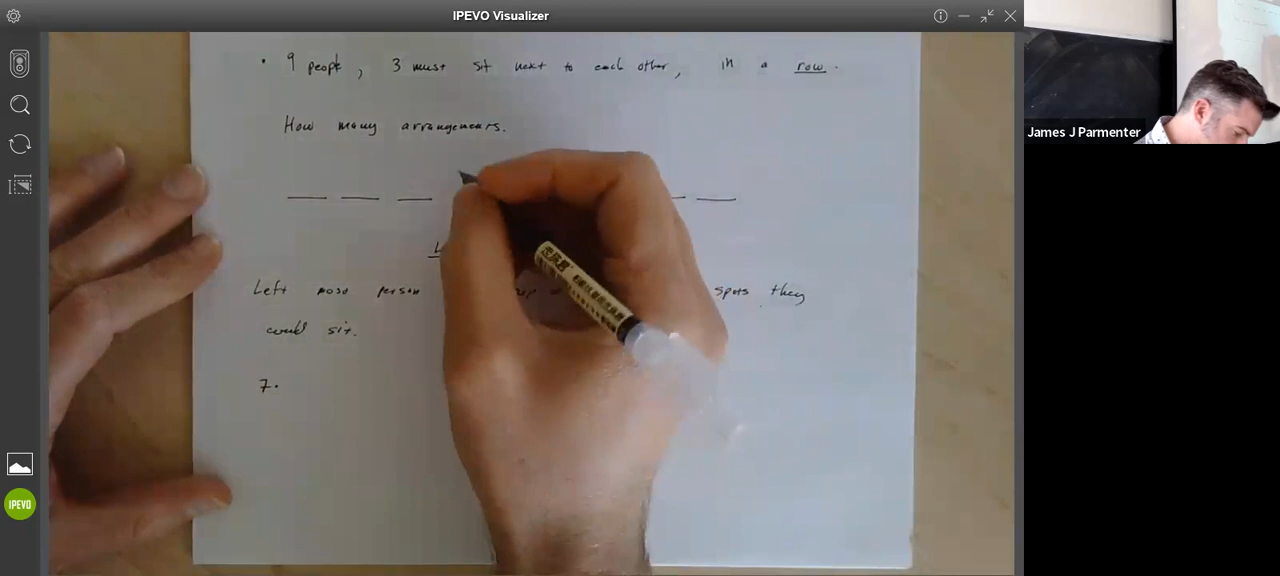 IPEVO Visualizer
James J Parmenter
• 9 people, 3 must sit next to each other, in a row.
How many arrangements.
Left most person spots they
could sit.
7.
IPEVO